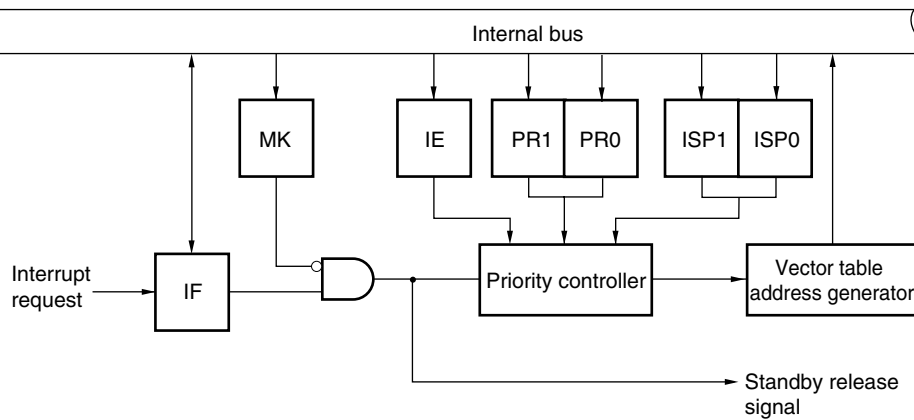 Internal bus
MK
IE
PR1
PR0
ISP1
ISP0
Interrupt
request
IF
Priority controller
Vector table
address generator
Standby release
signal